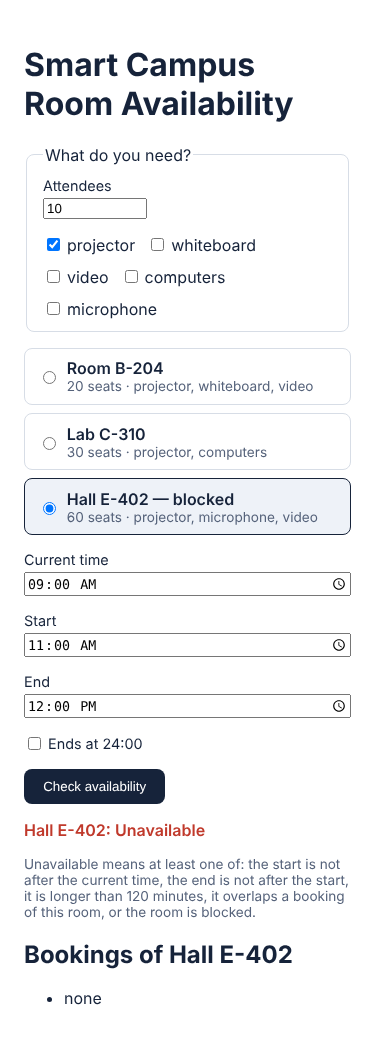 Smart Campus
Room Availability
What do you need?
Attendees
10
projector whiteboard
video computers
microphone
Room B-204
20 seats · projector, whiteboard, video
Lab C-310
30 seats · projector, computers
Hall E-402 — blocked
60 seats · projector, microphone, video
Current time
09:00 AM
Start
11:00 AM
End
12:00 PM
Ends at 24:00
Check availability
Hall E-402: Unavailable
Unavailable means at least one of: the start is not
after the current time, the end is not after the start,
it is longer than 120 minutes, it overlaps a booking
of this room, or the room is blocked.
Bookings of Hall E-402
none